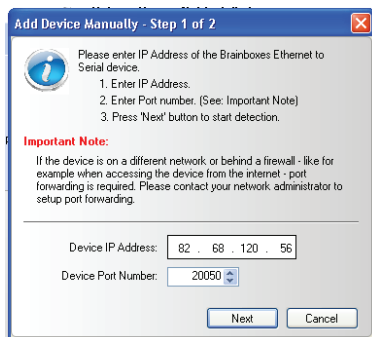 Add Device Manually - Step 1 of 2
Please enter IP Address of the Brainboxes Ethernet to
Serial device.
1. Enter IP Address.
2. Enter Port number. (See: Important Note)
3. Press 'Next' button to start detection.
Important Note:
If the device is on a different network or behind a firewall - like for
example when accessing the device from the internet - port
forwarding is required. Please contact your network administrator to
setup port forwarding.
Device IP Address: 82 . 68 . 120 . 56
Device Port Number: 20050
Next Cancel